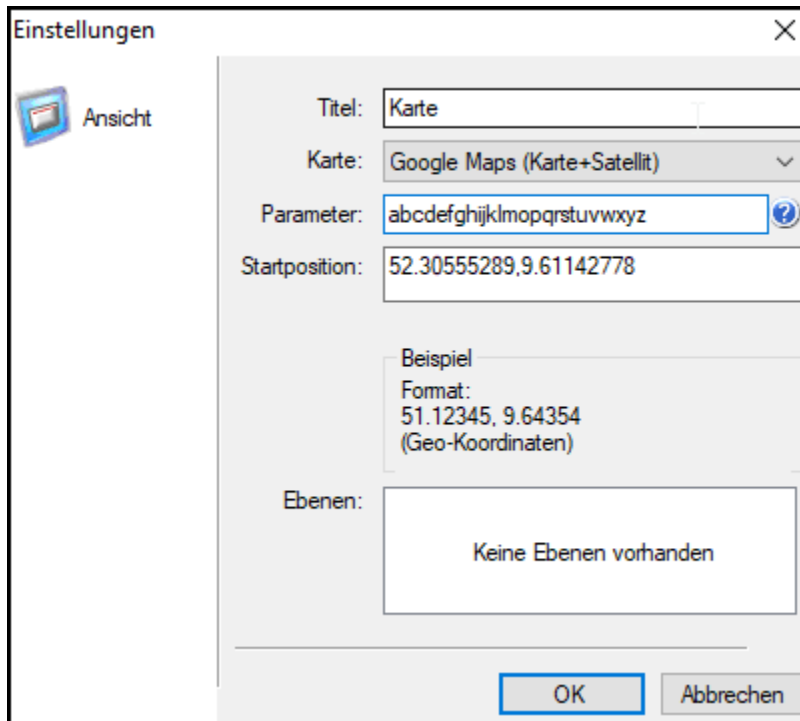 Einstellungen
Ansicht
Titel: Karte
Karte: Google Maps (Karte+Satellit)
Parameter: abcdefghijklmopqrstuvwxyz
Startposition: 52.30555289,9.61142778
Beispiel
Format:
51.12345, 9.64354
(Geo-Koordinaten)
Ebenen:
Keine Ebenen vorhanden
OK
Abbrechen